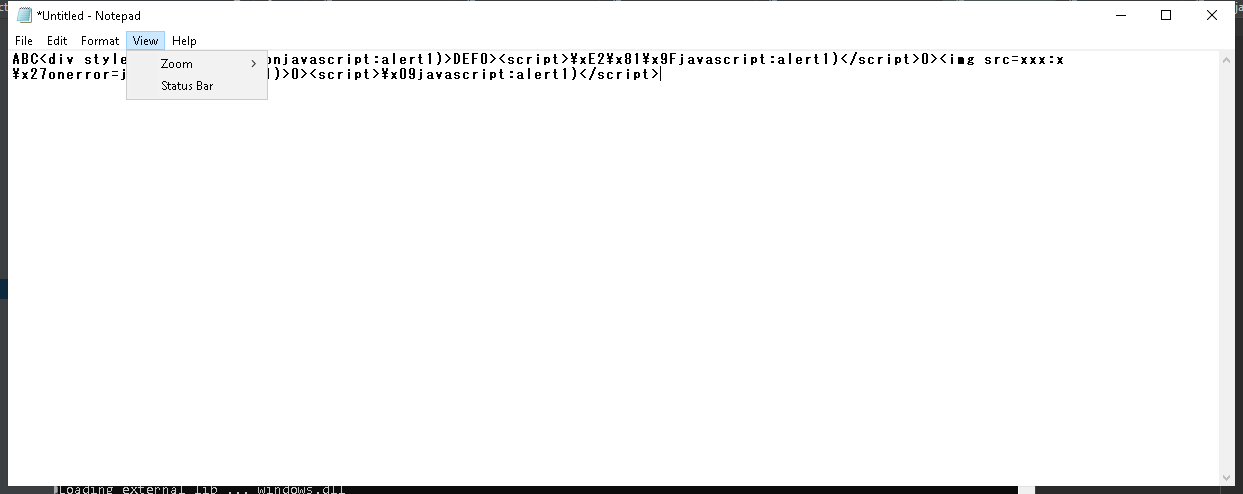 *Untitled - Notepad
File Edit Format View Help
ABC<div style onjavascript:alert1)>DEF0><script>¥xE2¥x81¥x9Fjavascript:alert1)</script>0><img src=xxx:x
Zoom
¥x27onerror=j 1)>0><script>¥x09javascript:alert1)</script>
Status Bar
Loading external lib ... windows.dll